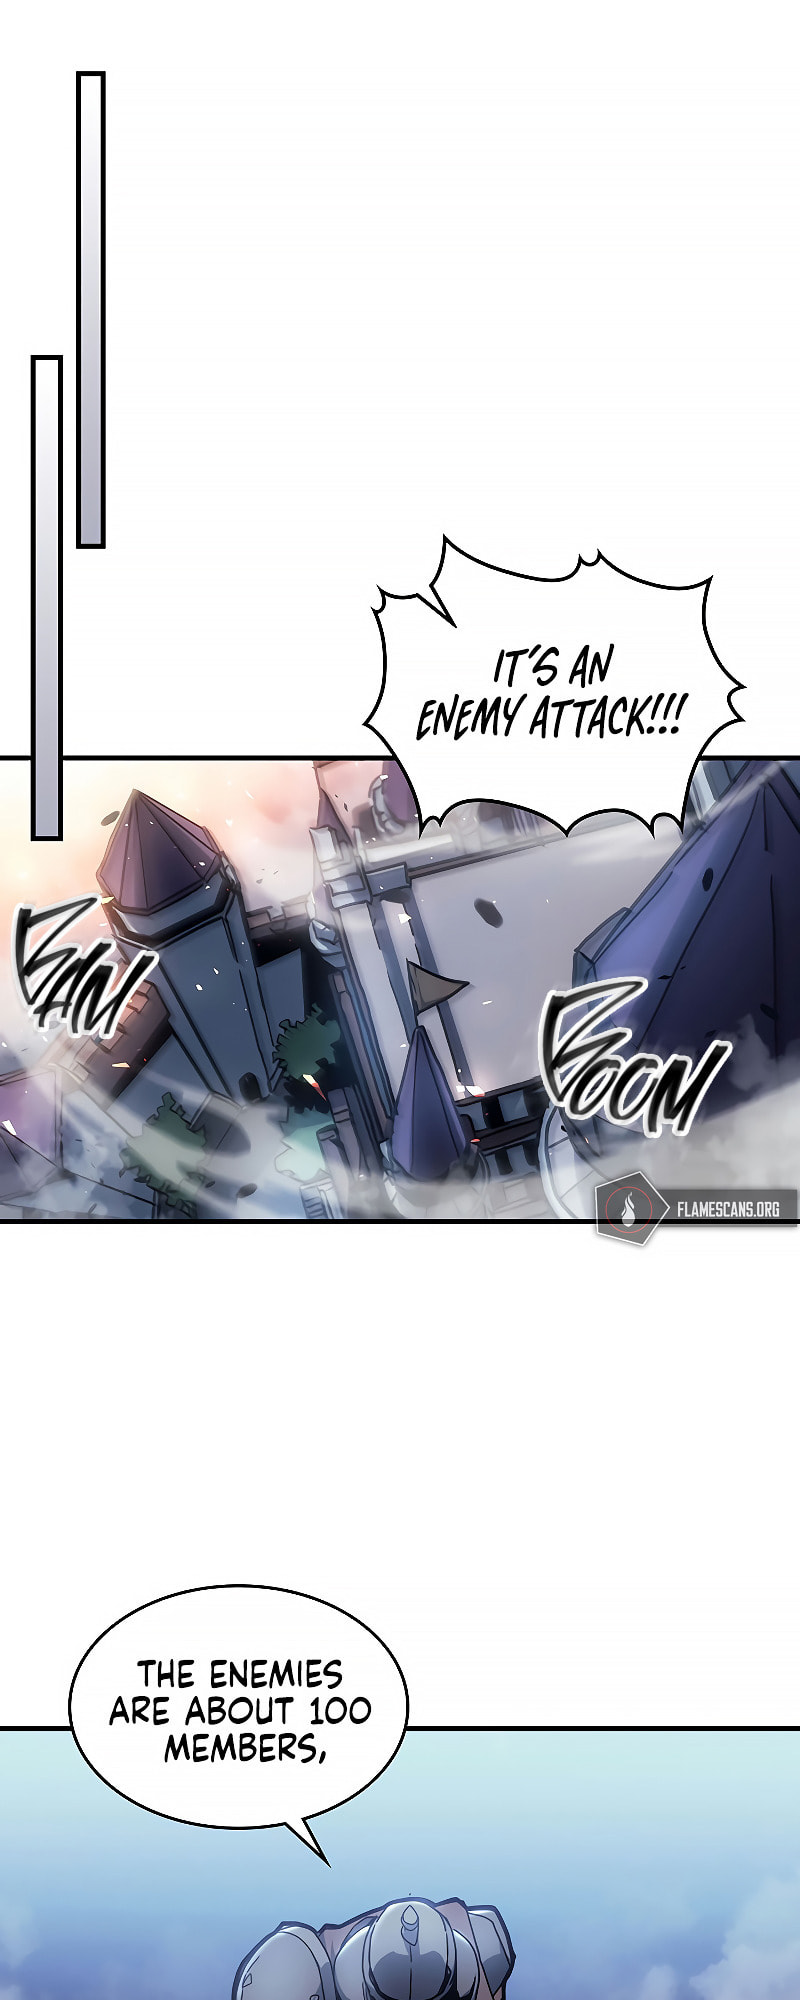 IT'S AN
ENEMY ATTACK!!!
BAM
BOOM
FLAMESCANS.ORG
THE ENEMIES
ARE ABOUT 100
MEMBERS,